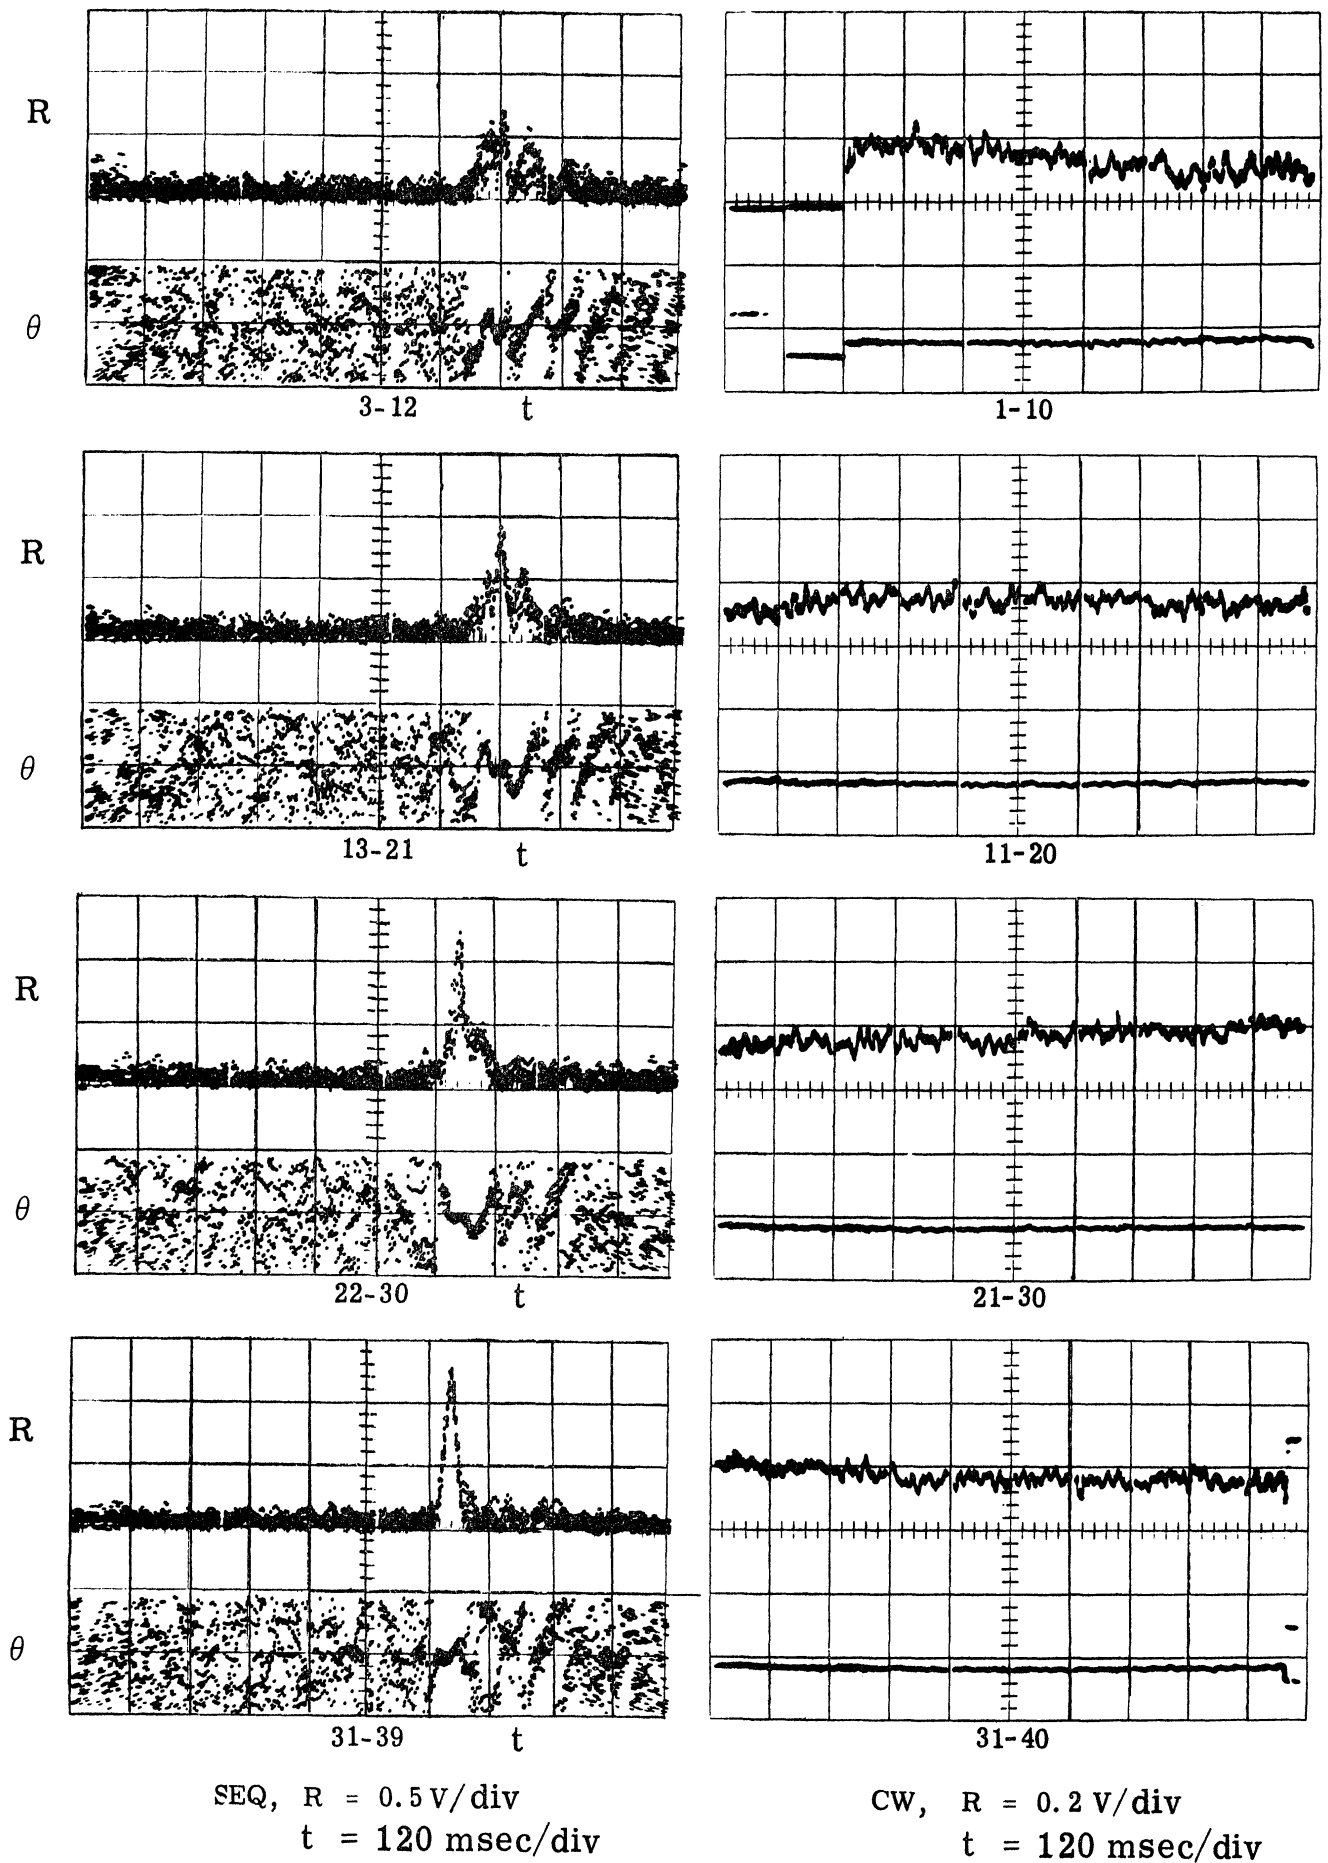 R
θ
3-12 t
1-10
R
θ
13-21 t
11-20
R
θ
22-30 t
21-30
R
θ
31-39 t
31-40
SEQ, R = 0.5 V/div
t = 120 msec/div
CW, R = 0.2 V/div
t = 120 msec/div